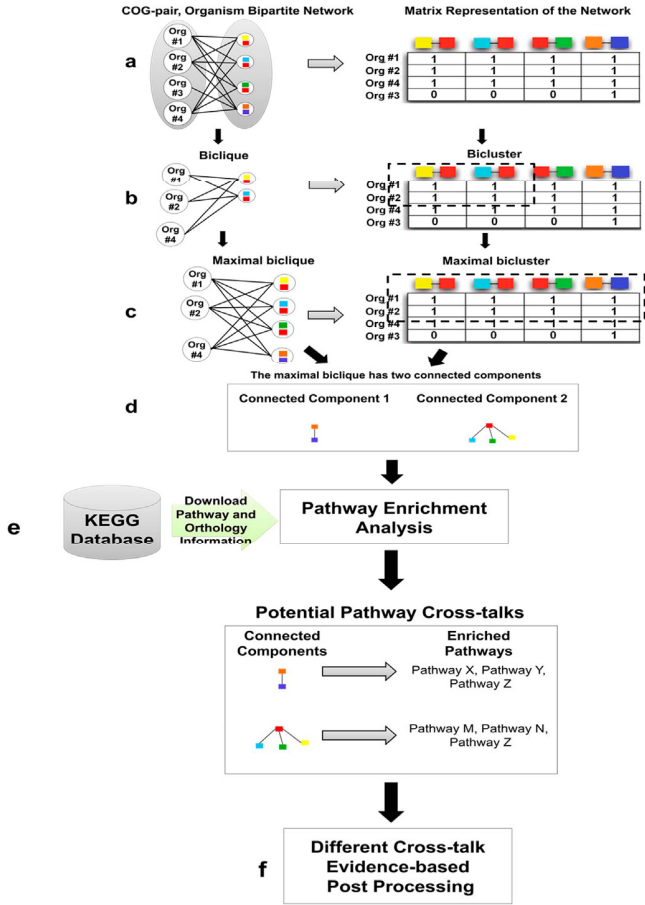 COG-pair, Organism Bipartite Network
Matrix Representation of the Network
a
Org
#1
Org
#2
Org
#3
Org
#4
Org #1 1 1 1 1
Org #2 1 1 1 1
Org #4 1 1 1 1
Org #3 0 0 0 1
Biclique
Bicluster
b
Org
Org
#2
Org
#4
Org #1 1 1 1 1
Org #2 1 1 1 1
Org #4 1 1 1 1
Org #3 0 0 0 1
Maximal biclique
Maximal bicluster
c
Org
#1
Org
#2
Org
#4
Org #1 1 1 1 1
Org #2 1 1 1 1
Org #4 1 1 1 1
Org #3 0 0 0 1
The maximal biclique has two connected components
d
Connected Component 1
Connected Component 2
e
KEGG
Database
Download
Pathway and
Orthology
Information
Pathway Enrichment
Analysis
Potential Pathway Cross-talks
Connected
Components
Enriched
Pathways
Pathway X, Pathway Y,
Pathway Z
Pathway M, Pathway N,
Pathway Z
f
Different Cross-talk
Evidence-based
Post Processing